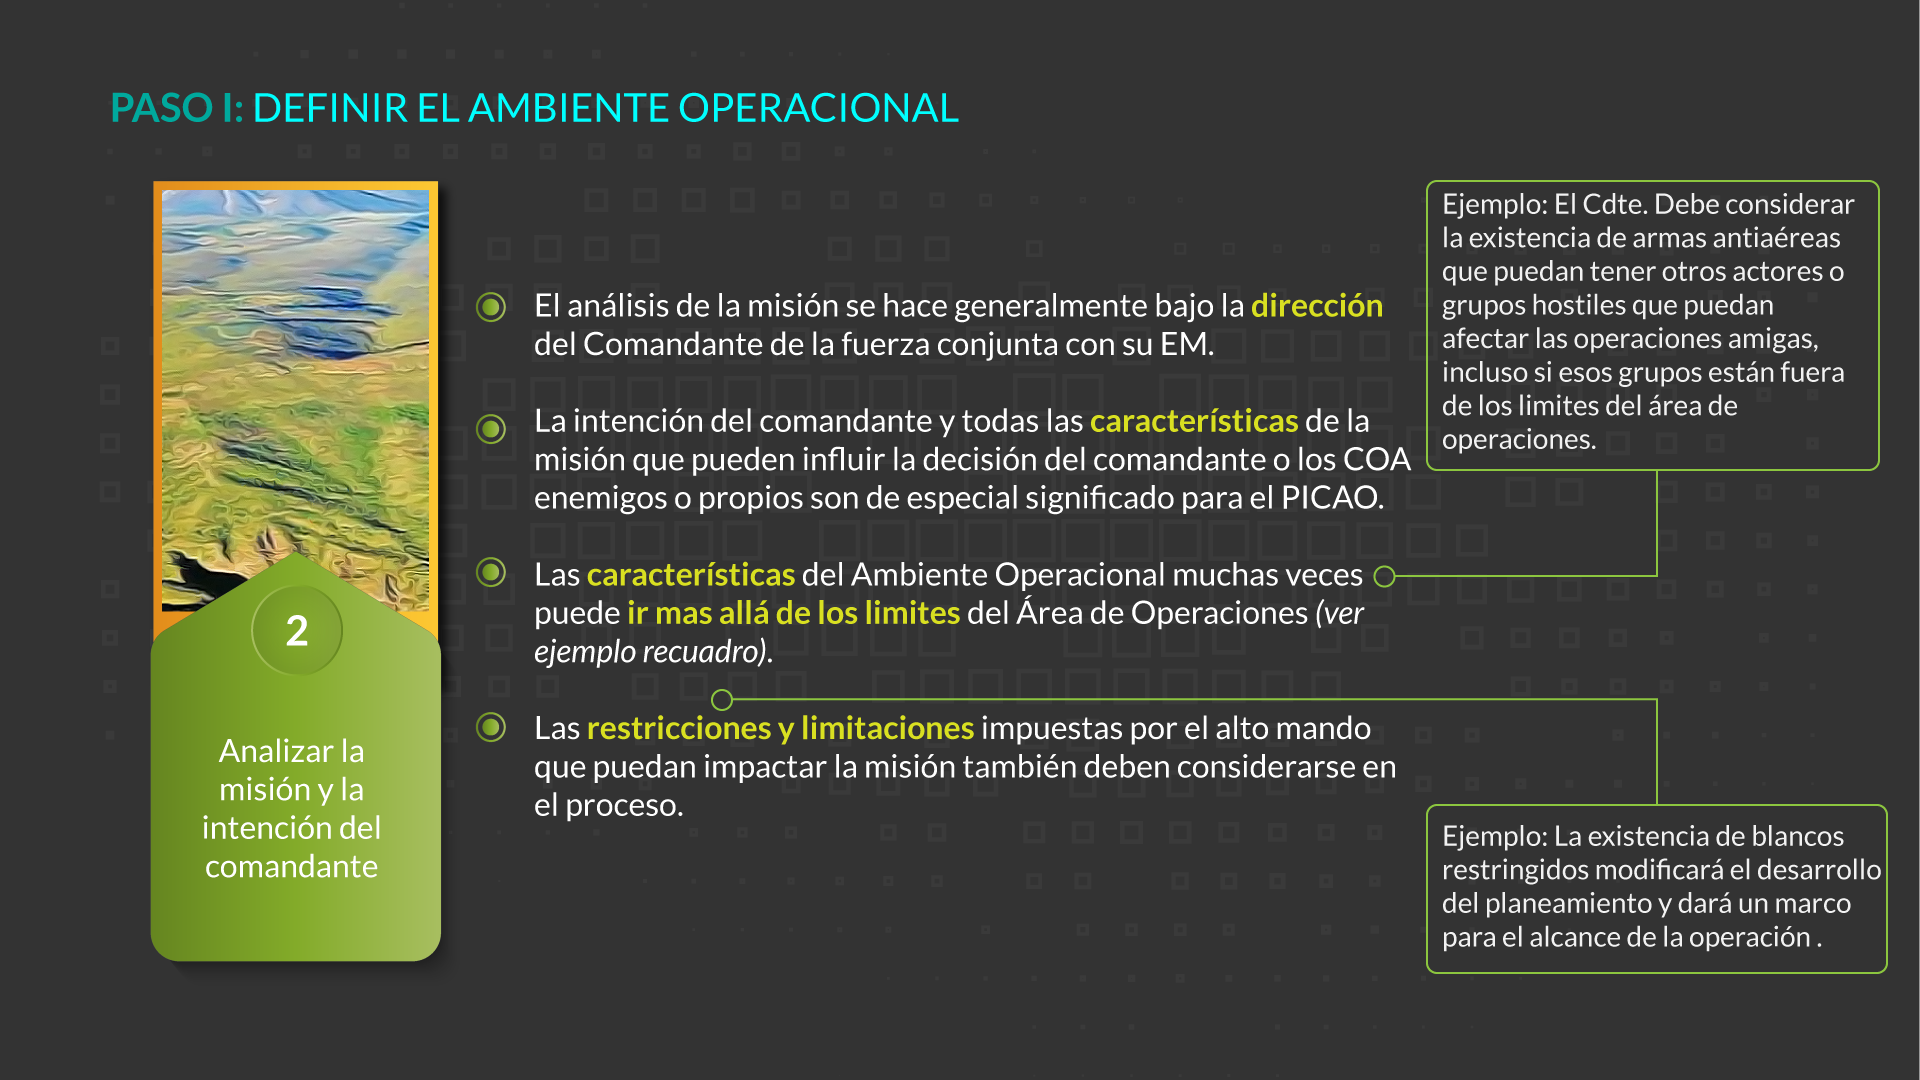 PASO I: DEFINIR EL AMBIENTE OPERACIONAL
2
Analizar la
misión y la
intención del
comandante
El análisis de la misión se hace generalmente bajo la dirección
del Comandante de la fuerza conjunta con su EM.
La intención del comandante y todas las características de la
misión que pueden influir la decisión del comandante o los COA
enemigos o propios son de especial significado para el PICAO.
Las características del Ambiente Operacional muchas veces
puede ir mas allá de los limites del Área de Operaciones (ver
ejemplo recuadro).
Las restricciones y limitaciones impuestas por el alto mando
que puedan impactar la misión también deben considerarse en
el proceso.
Ejemplo: El Cdte. Debe considerar
la existencia de armas antiaéreas
que puedan tener otros actores o
grupos hostiles que puedan
afectar las operaciones amigas,
incluso si esos grupos están fuera
de los limites del área de
operaciones.
Ejemplo: La existencia de blancos
restringidos modificará el desarrollo
del planeamiento y dará un marco
para el alcance de la operación .